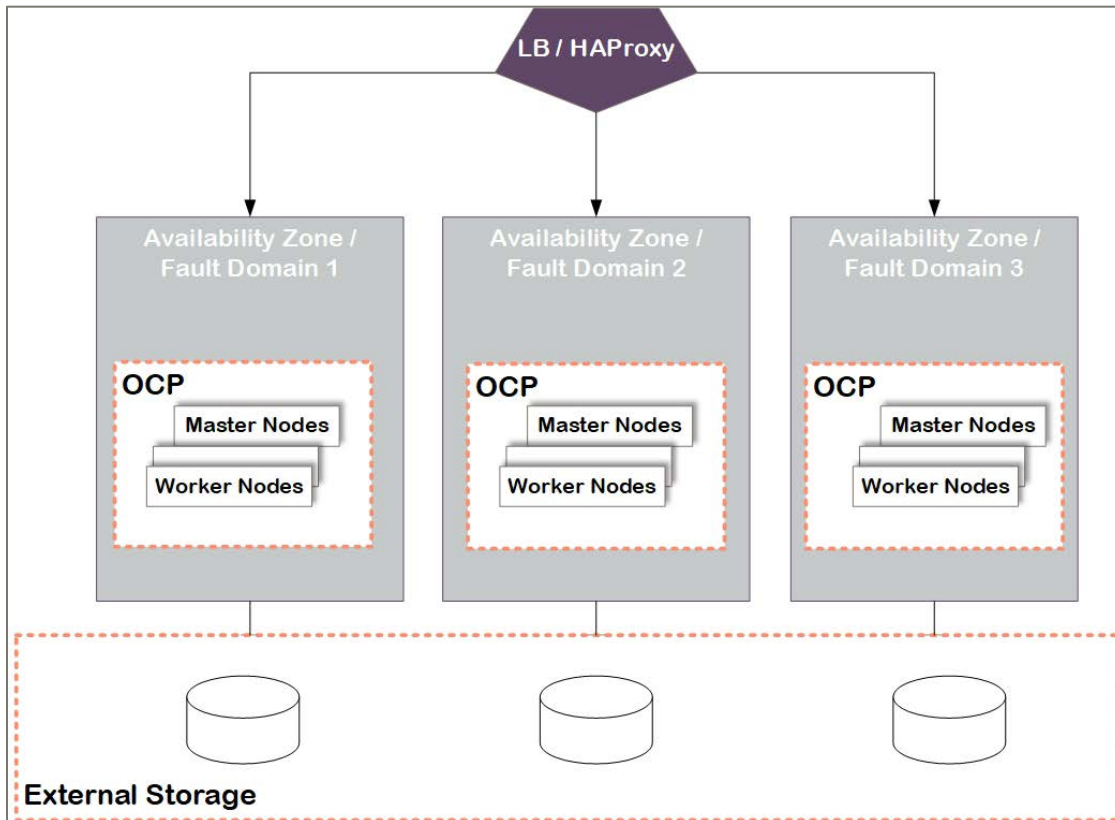 LB / HAProxy
Availability Zone /
Fault Domain 1
Availability Zone /
Fault Domain 2
Availability Zone /
Fault Domain 3
OCP
Master Nodes
Worker Nodes
OCP
Master Nodes
Worker Nodes
OCP
Master Nodes
Worker Nodes
External Storage